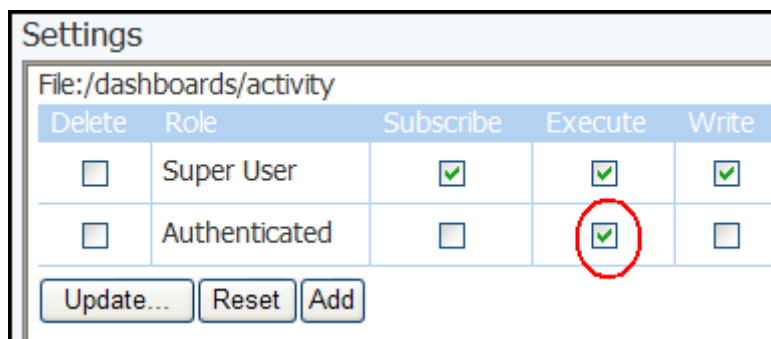 Settings
File:/dashboards/activity
Delete Role Subscribe Execute Write
Super User
Authenticated
Update... Reset Add